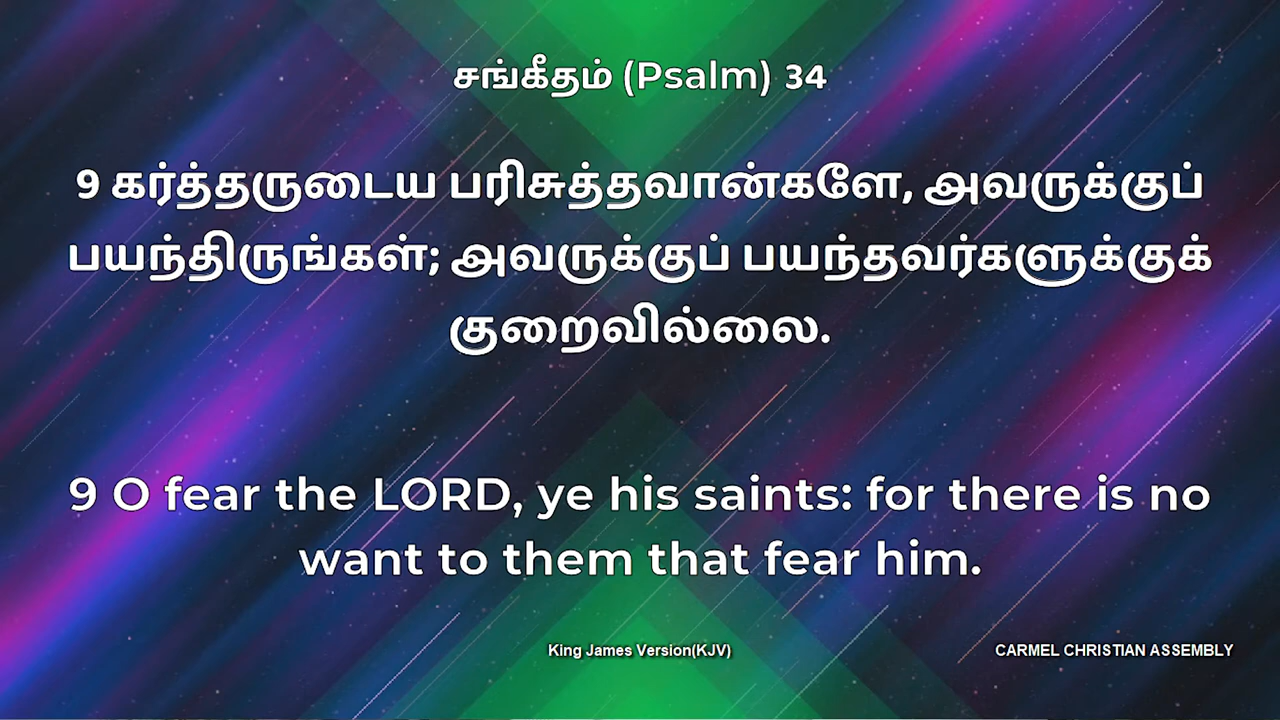 சங்கீதம் (Psalm) 34
9 கர்த்தருடைய பரிசுத்தவான்களே, அவருக்குப்
பயந்திருங்கள்; அவருக்குப் பயந்தவர்களுக்குக்
குறைவில்லை.
9 O fear the LORD, ye his saints: for there is no
want to them that fear him.
King James Version(KJV)
CARMEL CHRISTIAN ASSEMBLY